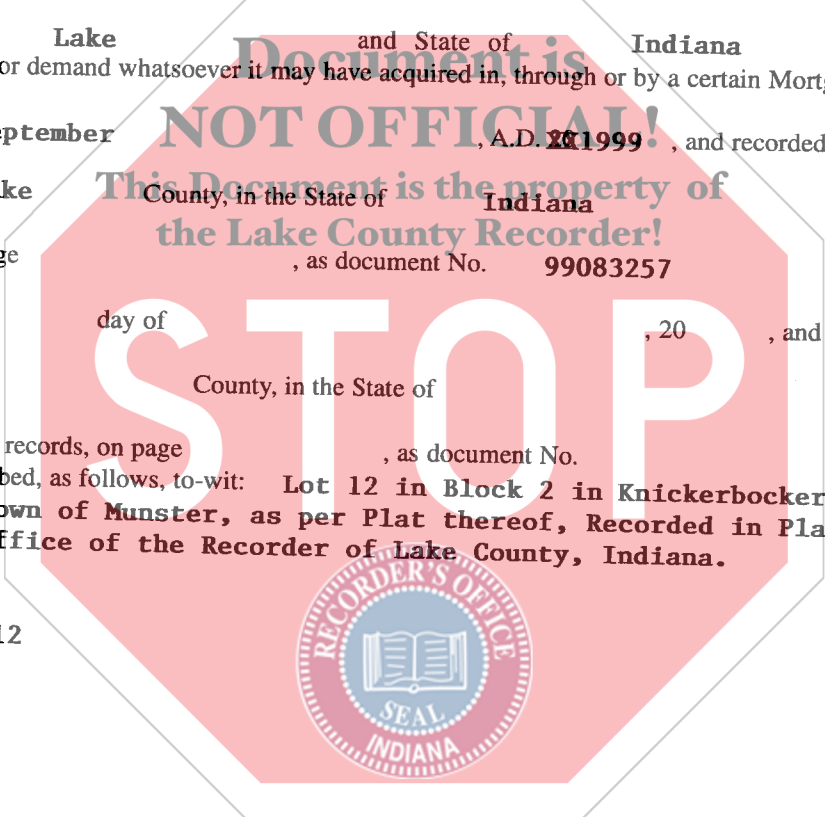 Lake and State of Indiana
Document is
or demand whatsoever it may have acquired in, through or by a certain Mortg
NOT OFFICIAL!
eptember , A.D. 1999 , and recorded
This Document is the property of
ke County, in the State of Indiana
the Lake County Recorder!
ge , as document No. 99083257
STOP
day of , 20 , and
County, in the State of
records, on page , as document No.
bed, as follows, to-wit: Lot 12 in Block 2 in Knickerbocker
own of Munster, as per Plat thereof, Recorded in Pla
ffice of the Recorder of Lake County, Indiana.
RECORDER'S OFFICE
12
SEAL
INDIANA